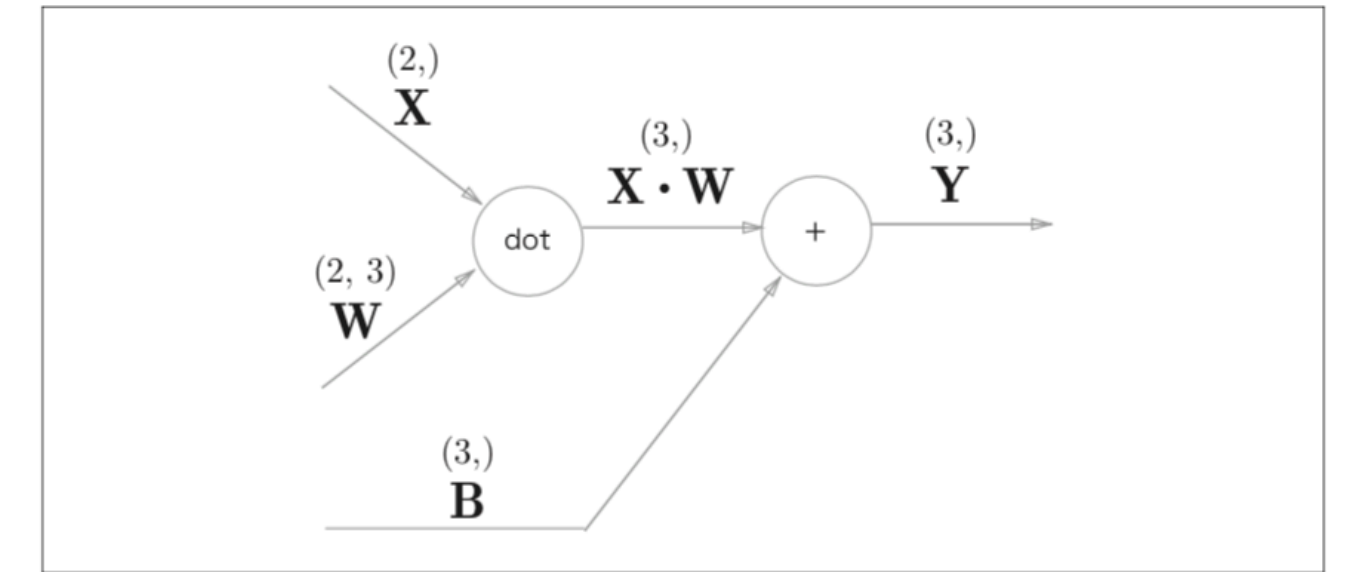 (2,)
X
(3,)
X · W
(3,)
Y
dot
+
(2, 3)
W
(3,)
B